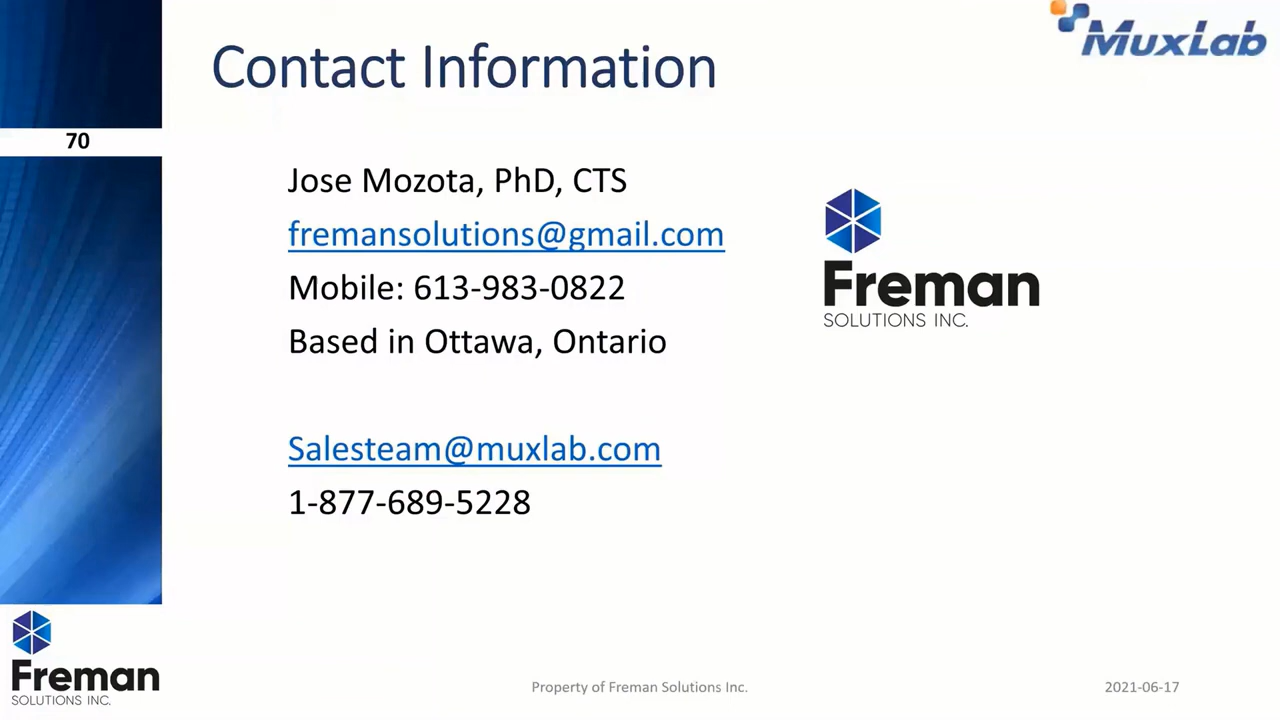 MuxLab
Contact Information
70
Jose Mozota, PhD, CTS
fremansolutions@gmail.com
Mobile: 613-983-0822
Based in Ottawa, Ontario
Freman
SOLUTIONS INC.
Salesteam@muxlab.com
1-877-689-5228
Freman
SOLUTIONS INC.
Property of Freman Solutions Inc.
2021-06-17